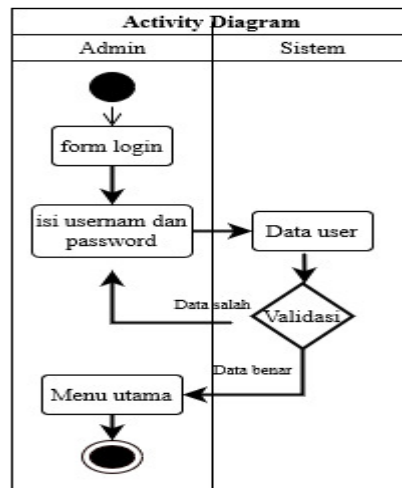 Activity Diagram
Admin
Sistem
form login
isi usernam dan
password
Data user
Data salah
Validasi
Data benar
Menu utama